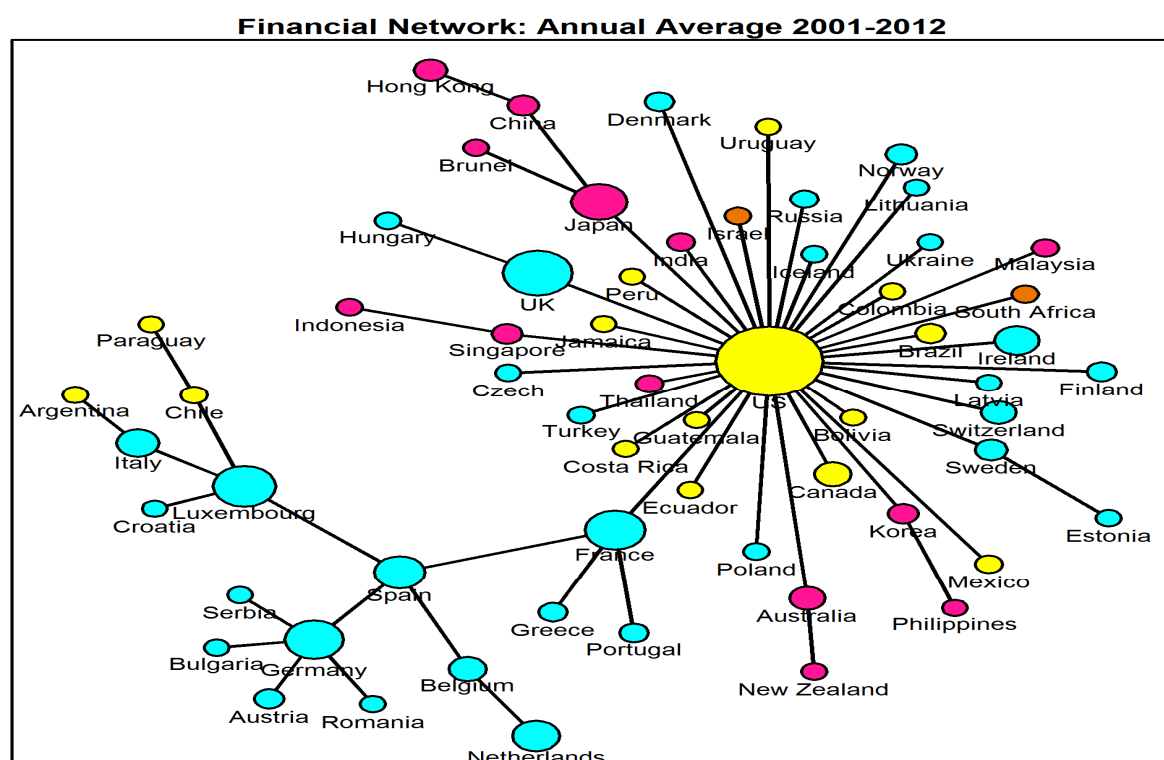 Financial Network: Annual Average 2001-2012
Hong Kong
China
Denmark
Uruguay
Brunei
Norway
Lithuania
Japan
Russia
Israel
Hungary
India
Iceland
Ukraine
Malaysia
Peru
UK
Colombia
South Africa
Indonesia
Paraguay
Jamaica
Singapore
Brazil
Ireland
Czech
Finland
Thailand
US
Latvia
Argentina
Chile
Turkey
Guatemala
Bolivia
Switzerland
Italy
Costa Rica
Sweden
Canada
Luxembourg
Croatia
Ecuador
Korea
Estonia
France
Poland
Mexico
Spain
Serbia
Greece
Australia
Philippines
Portugal
Bulgaria
Germany
Belgium
New Zealand
Austria
Romania
Netherlands